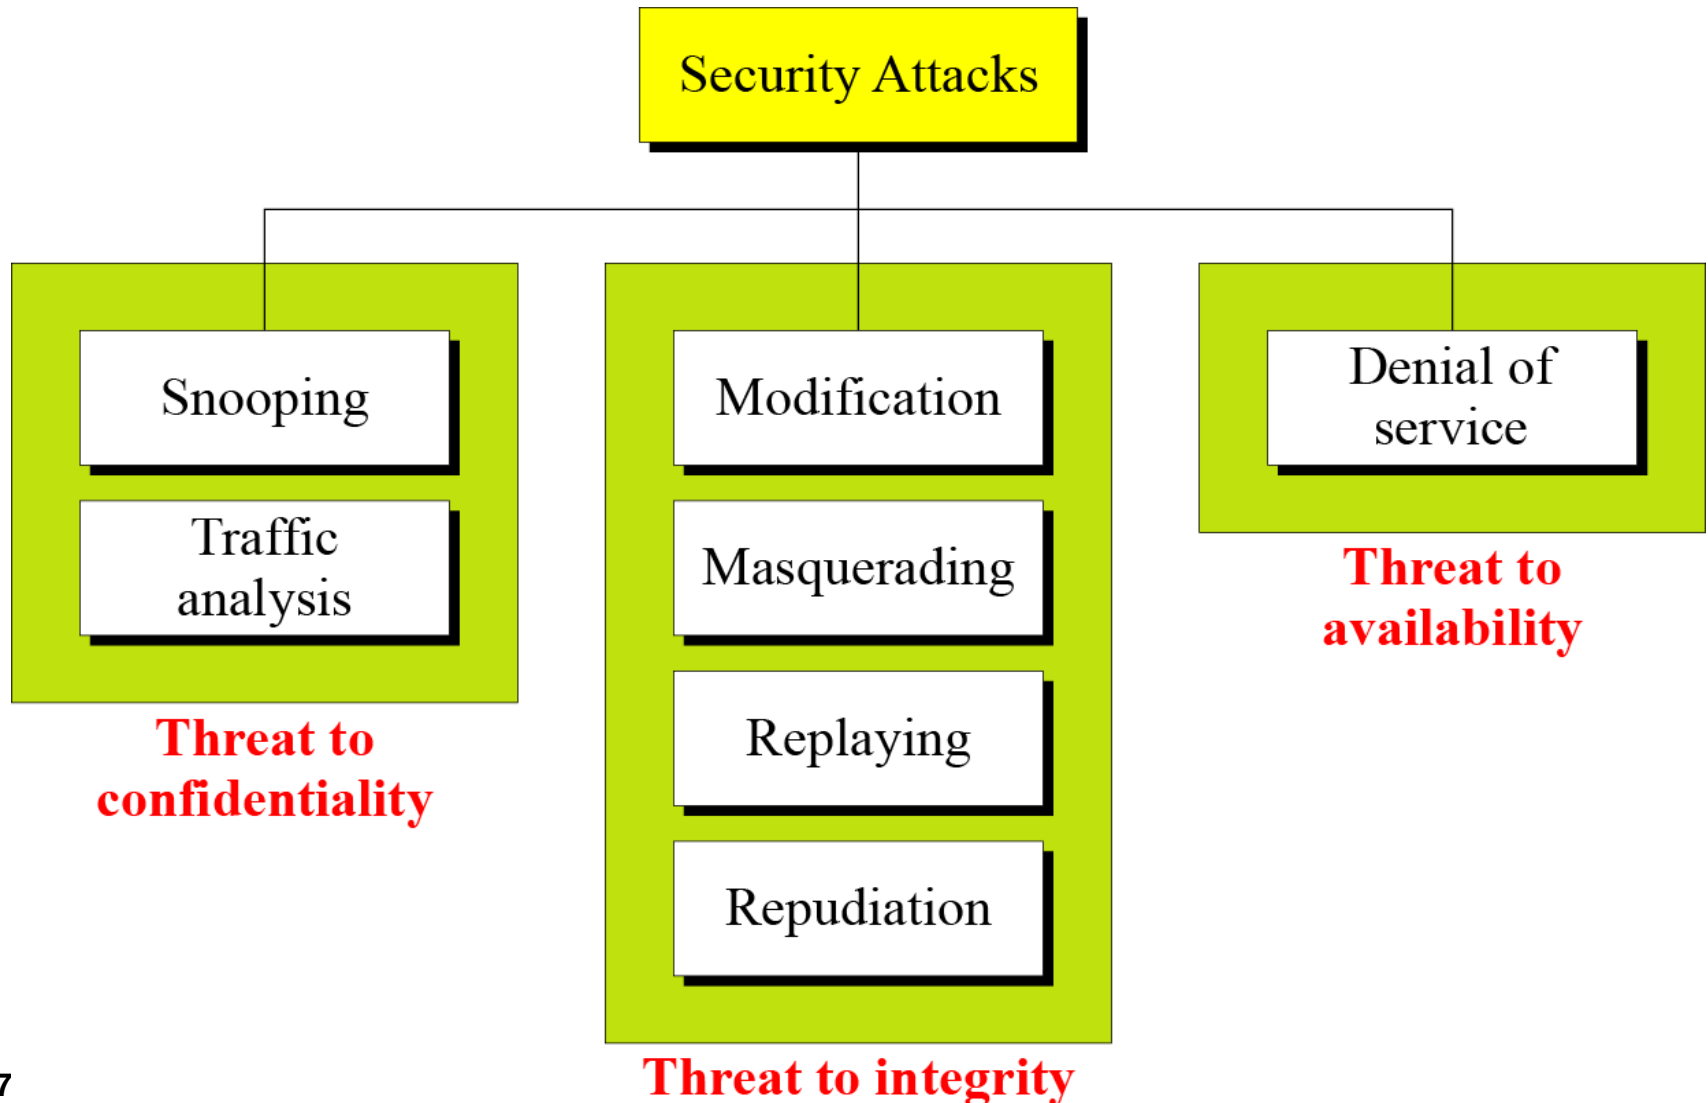 Security Attacks
Snooping
Traffic
analysis
Threat to
confidentiality
Modification
Masquerading
Replaying
Repudiation
Threat to integrity
Denial of
service
Threat to
availability
7